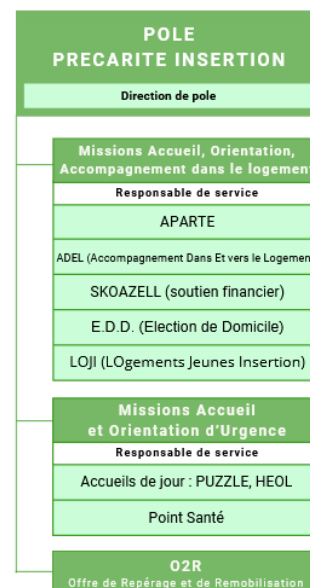 POLE
PRECARITE INSERTION
Direction de pole
Missions Accueil, Orientation,
Accompagnement dans le logement
Responsable de service
APARTE
ADEL (Accompagnement Dans Et vers le Logemen
SKOAZELL (soutien financier)
E.D.D. (Election de Domicile)
LOJI (LOgements Jeunes Insertion)
Missions Accueil
et Orientation d'Urgence
Responsable de service
Accueils de jour : PUZZLE, HEOL
Point Santé
O2R
Offre de Repérage et de Remobilisation